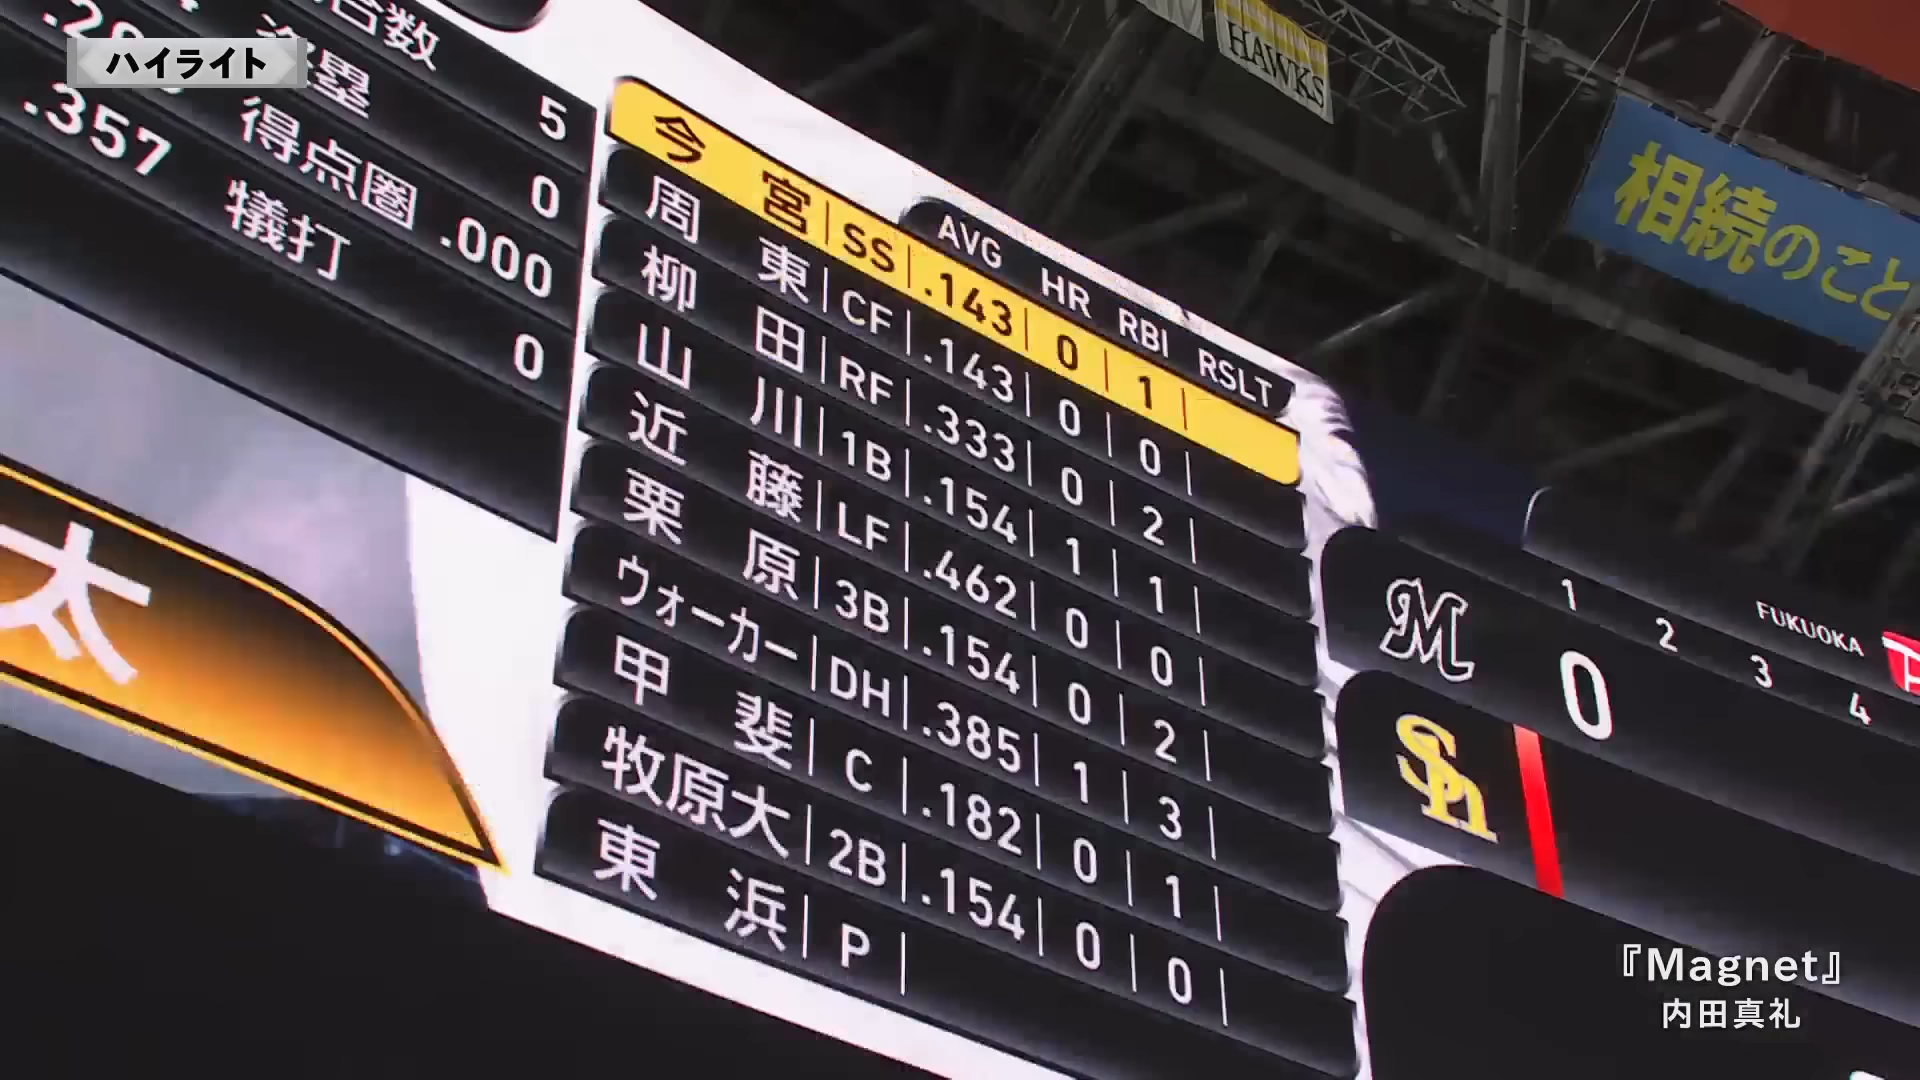 ハイライト
台数 5
盗塁 0
.357 得点圏 .000
犠打 0
太
AVG HR RBI RSLT
今宮 SS .143 0 1
周東 CF .143 0 0
柳田 RF .333 0 2
山川 1B .154 1 1
近藤 LF .462 0 0
栗原 3B .154 0 2
ウォーカー DH .385 1 3
甲斐 C .182 0 1
牧原大 2B .154 0 0
東浜 P
HAWKS
相続のこと
FUKUOKA
1 2 3 4
M 0
SH
『Magnet』
内田真礼